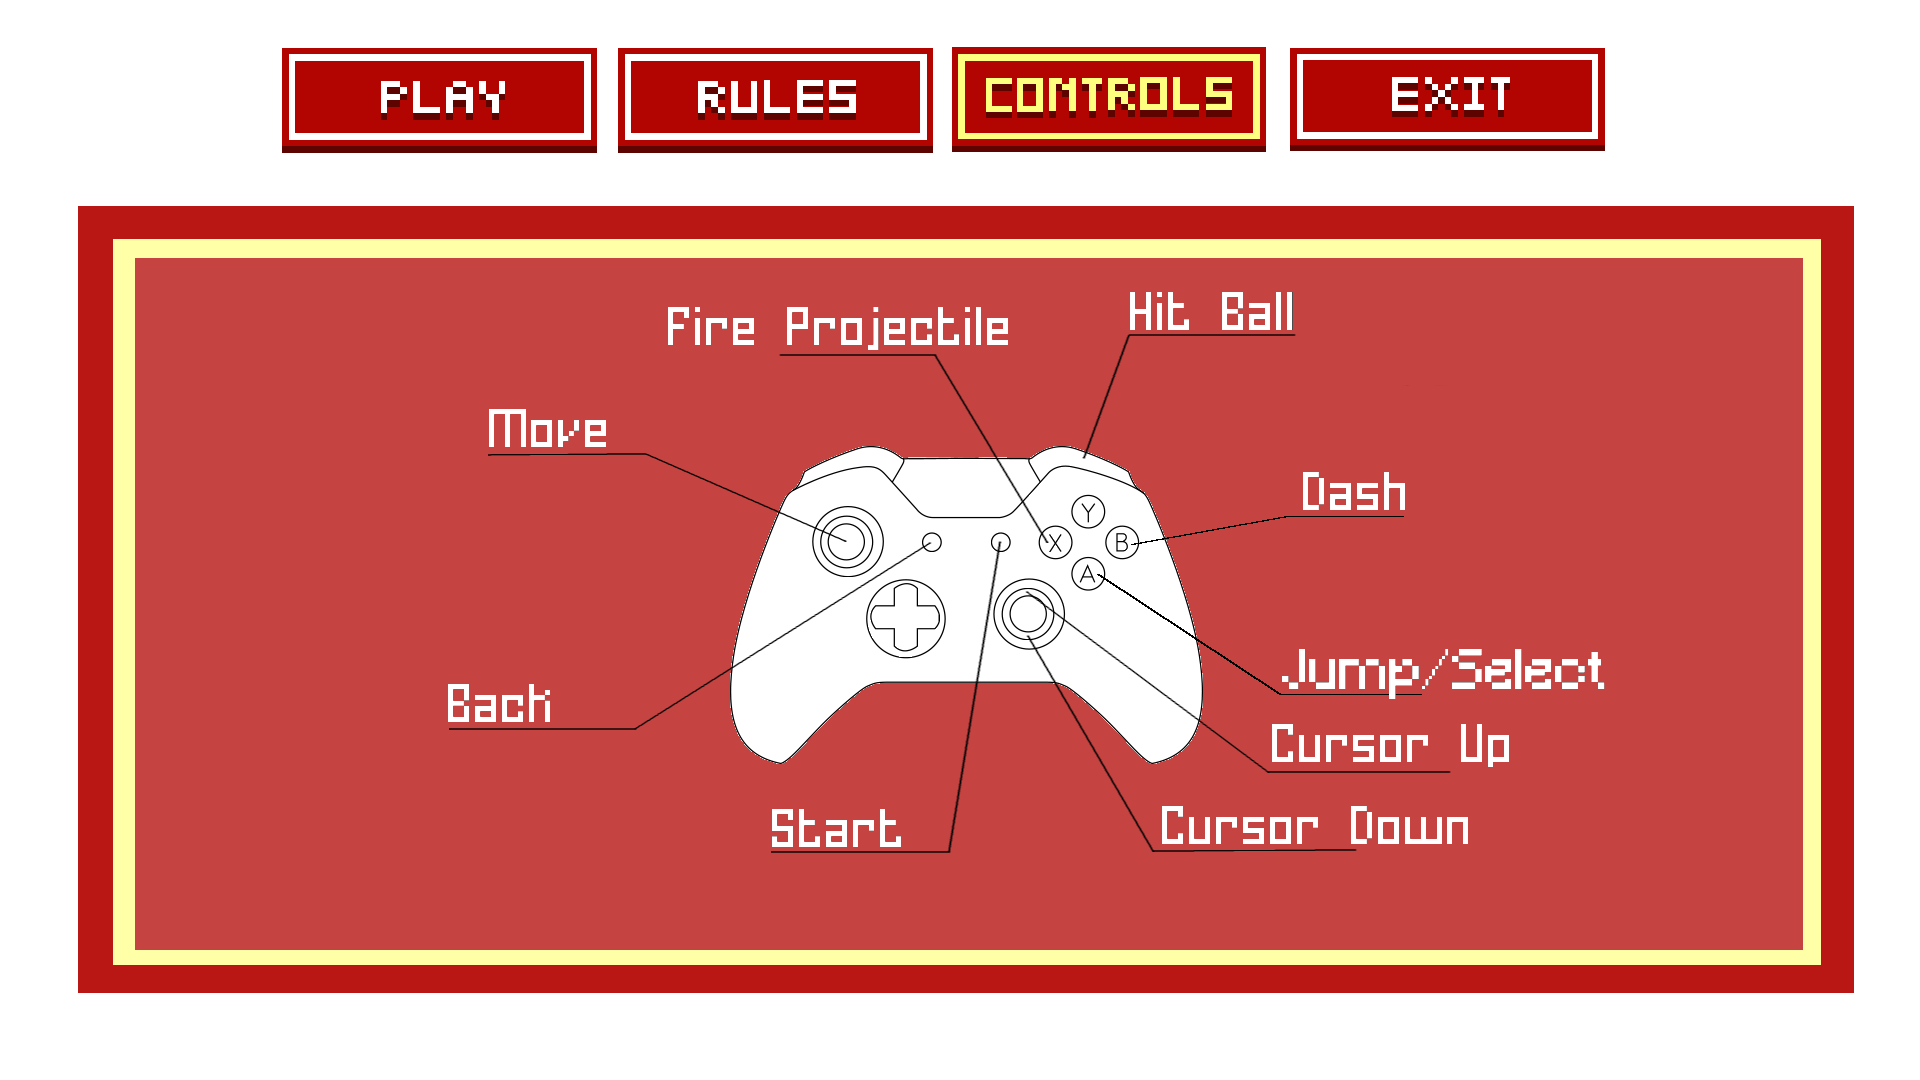 PLAY RULES CONTROLS EXIT
Hit Ball
Fire Projectile
Move
Dash
Y
X B
A
Jump/Select
Back
Cursor Up
Start
Cursor Down